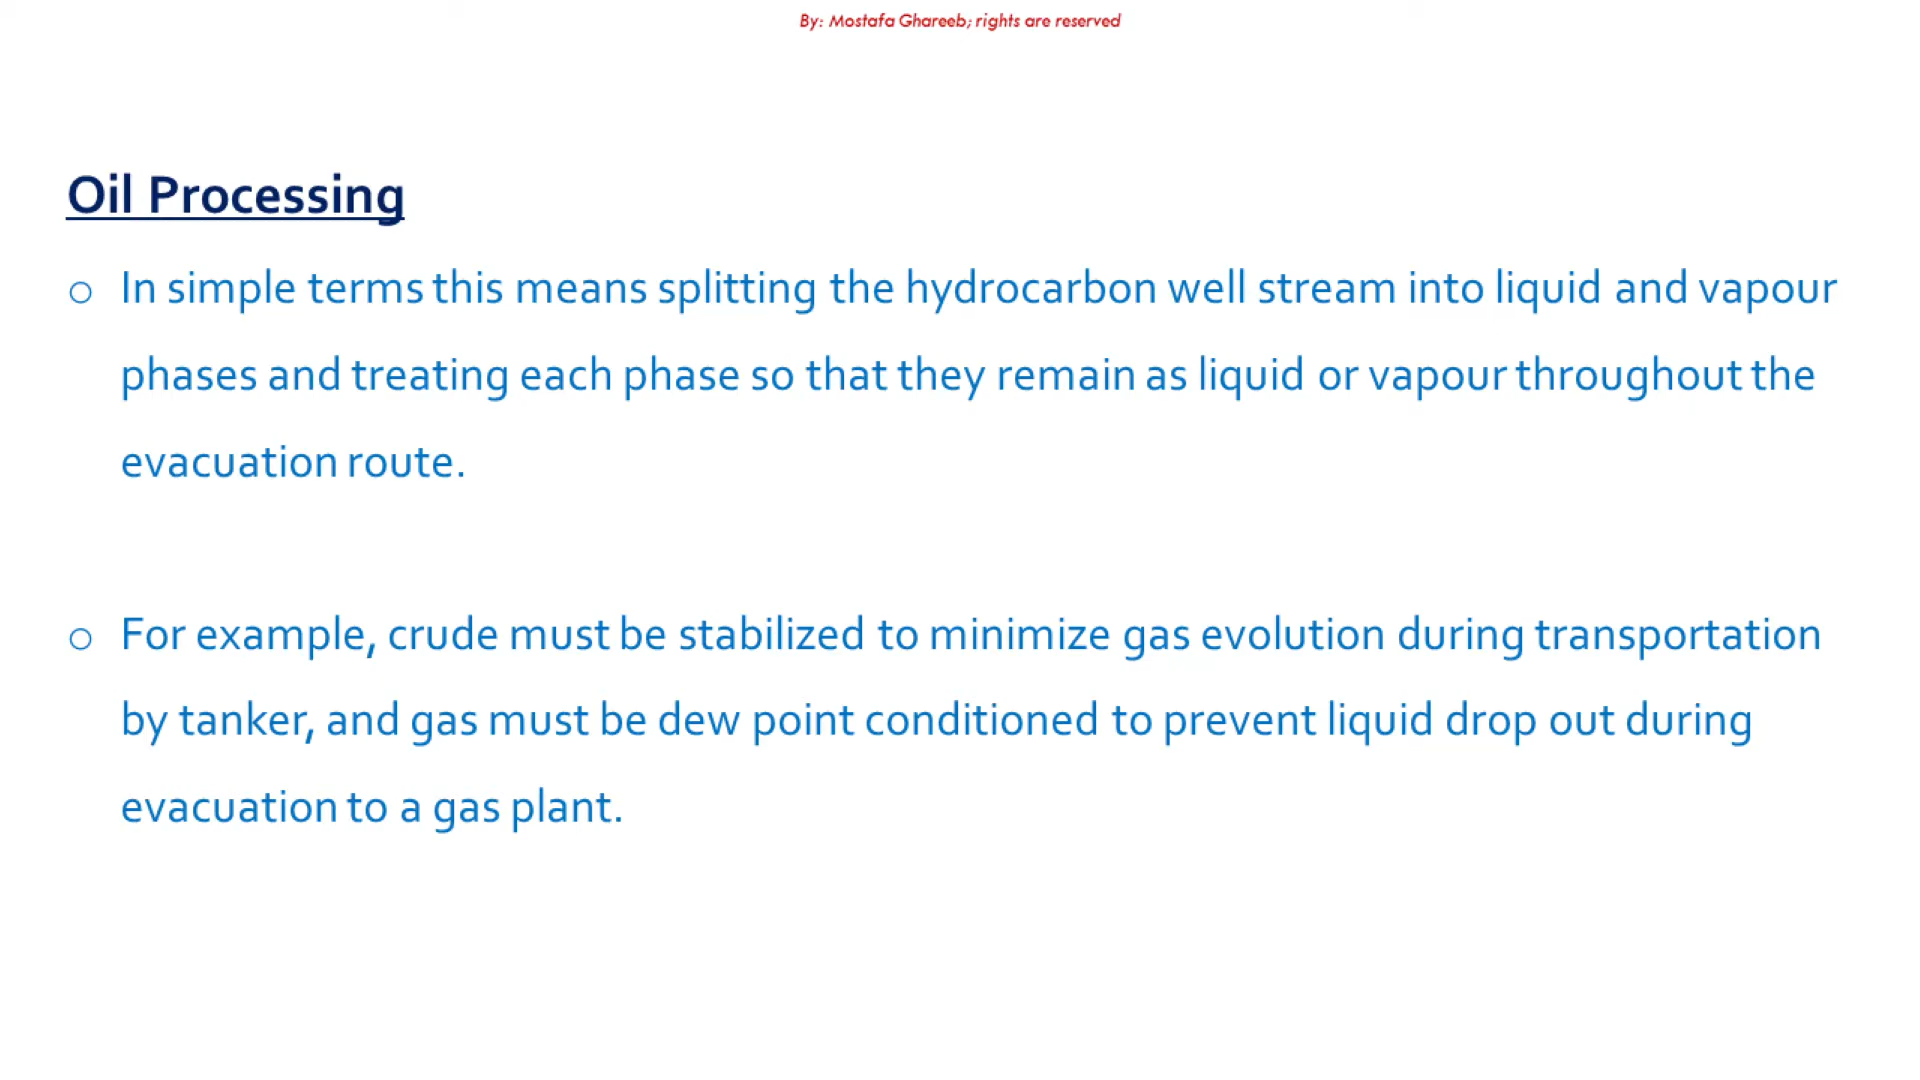 By: Mostafa Ghareeb; rights are reserved
Oil Processing
o In simple terms this means splitting the hydrocarbon well stream into liquid and vapour
phases and treating each phase so that they remain as liquid or vapour throughout the
evacuation route.
o For example, crude must be stabilized to minimize gas evolution during transportation
by tanker, and gas must be dew point conditioned to prevent liquid drop out during
evacuation to a gas plant.